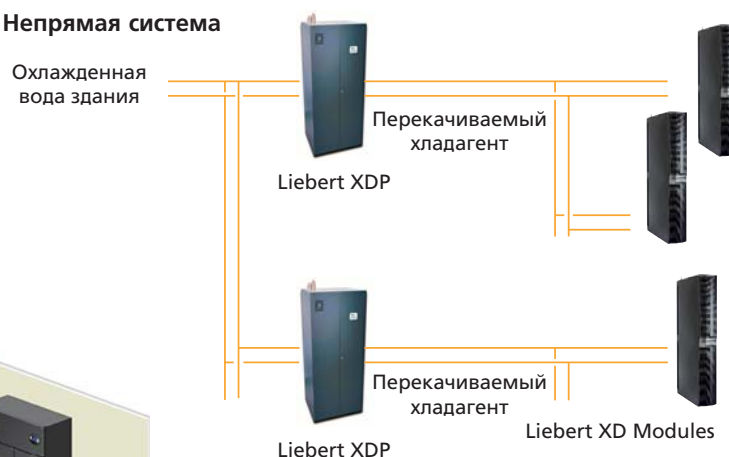 Непрямая система
Охлажденная
вода здания
Перекачиваемый
хладагент
Liebert XDP
Перекачиваемый
хладагент
Liebert XD Modules
Liebert XDP